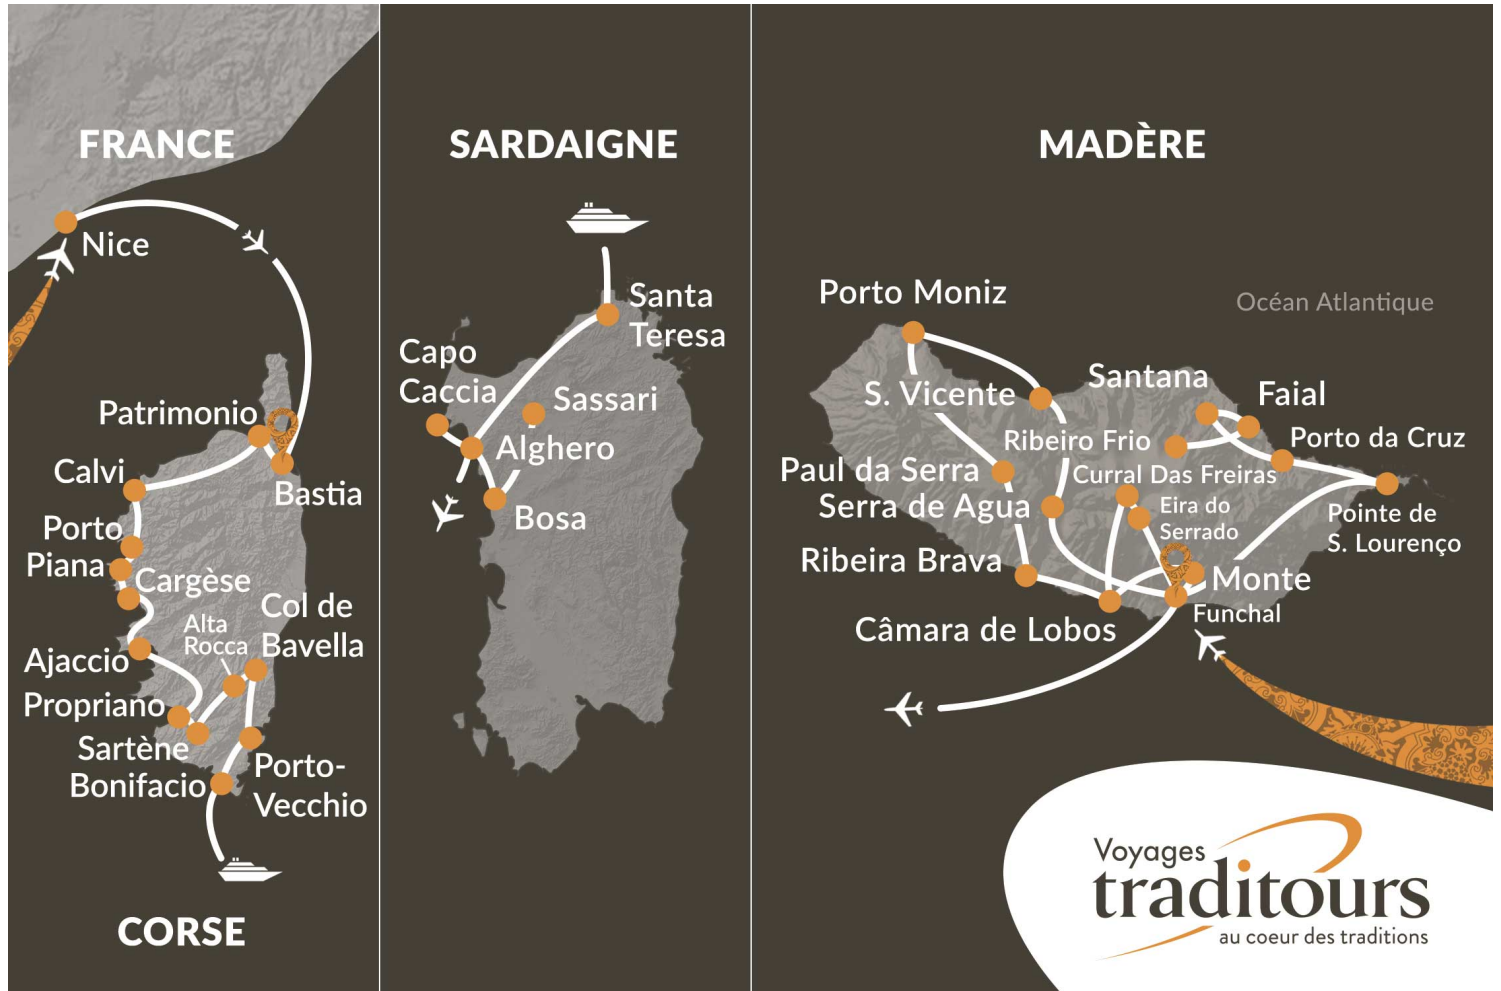 FRANCE
Nice
Patrimonio
Calvi
Bastia
Porto
Piana
Cargèse
Col de
Bavella
Alta
Rocca
Ajaccio
Propriano
Sartène
Bonifacio
Porto-
Vecchio
CORSE
SARDAIGNE
Santa
Teresa
Capo
Caccia
Sassari
Alghero
Bosa
MADÈRE
Océan Atlantique
Porto Moniz
Santana
Faial
S. Vicente
Ribeiro Frio
Porto da Cruz
Paul da Serra
Curral Das Freiras
Serra de Agua
Eira do
Serrado
Pointe de
S. Lourenço
Ribeira Brava
Monte
Funchal
Câmara de Lobos
Voyages
traditours
au coeur des traditions